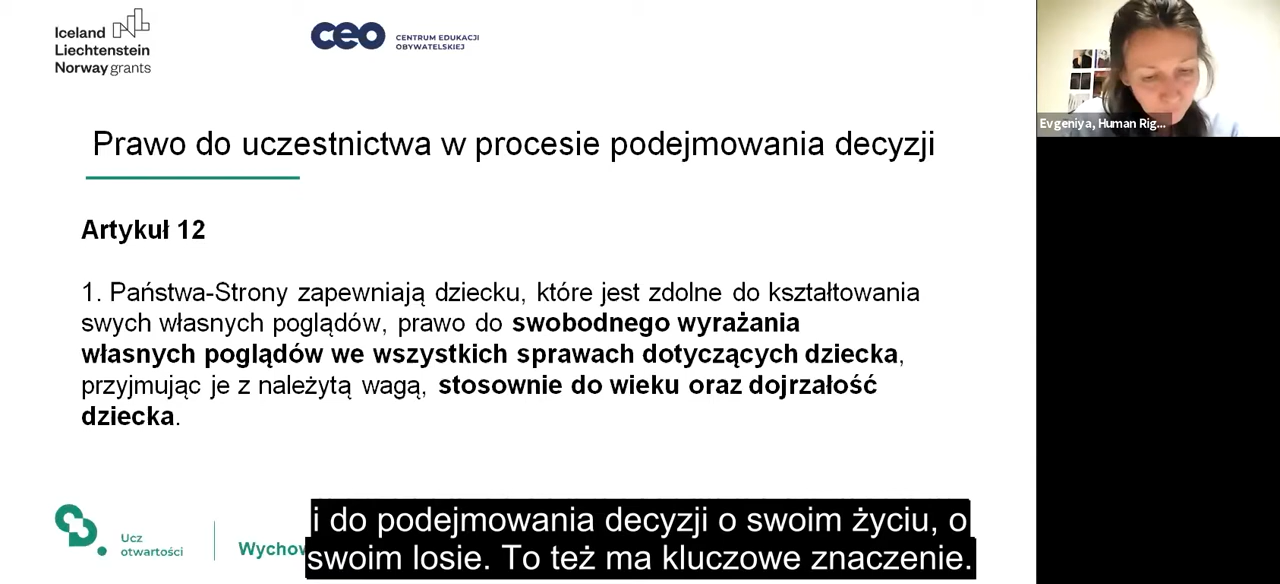 Iceland
Liechtenstein
Norway grants
ceo
CENTRUM EDUKACJI
OBYWATELSKIEJ
Evgeniya, Human Rig...
Prawo do uczestnictwa w procesie podejmowania decyzji
Artykuł 12
1. Państwa-Strony zapewniają dziecku, które jest zdolne do kształtowania
swych własnych poglądów, prawo do swobodnego wyrażania
własnych poglądów we wszystkich sprawach dotyczących dziecka,
przyjmując je z należytą wagą, stosownie do wieku oraz dojrzałość
dziecka.
Ucz
otwartości
Wychow
i do podejmowania decyzji o swoim życiu, o
swoim losie. To też ma kluczowe znaczenie.